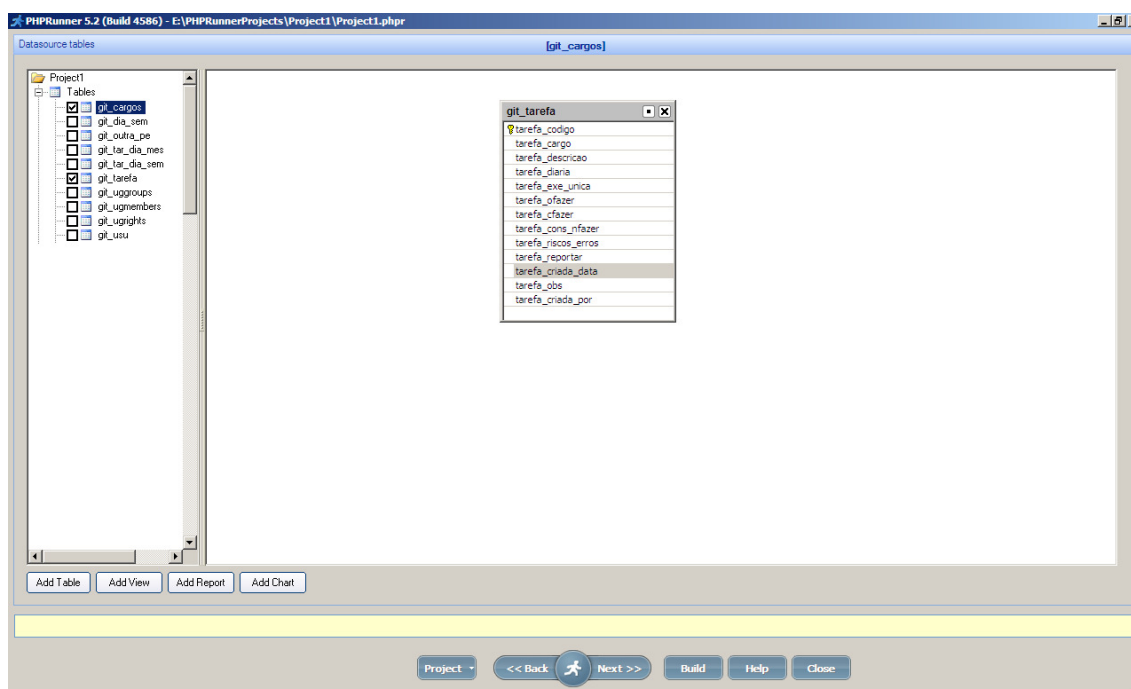 PHPRunner 5.2 (Build 4586) - E:\PHPRunnerProjects\Project1\Project1.phpr
Datasource tables
[git_cargos]
Project1
Tables
git_cargos
git_dia_sem
git_outra_pe
git_tar_dia_mes
git_tar_dia_sem
git_tarefa
git_uggroups
git_ugmembers
git_ugrights
git_usu
git_tarefa
tarefa_codigo
tarefa_cargo
tarefa_descricao
tarefa_diaria
tarefa_exe_unica
tarefa_ofazer
tarefa_cfazer
tarefa_cons_nfazer
tarefa_riscos_erros
tarefa_reportar
tarefa_criada_data
tarefa_obs
tarefa_criada_por
Add Table Add View Add Report Add Chart
Project << Back Next >> Build Help Close